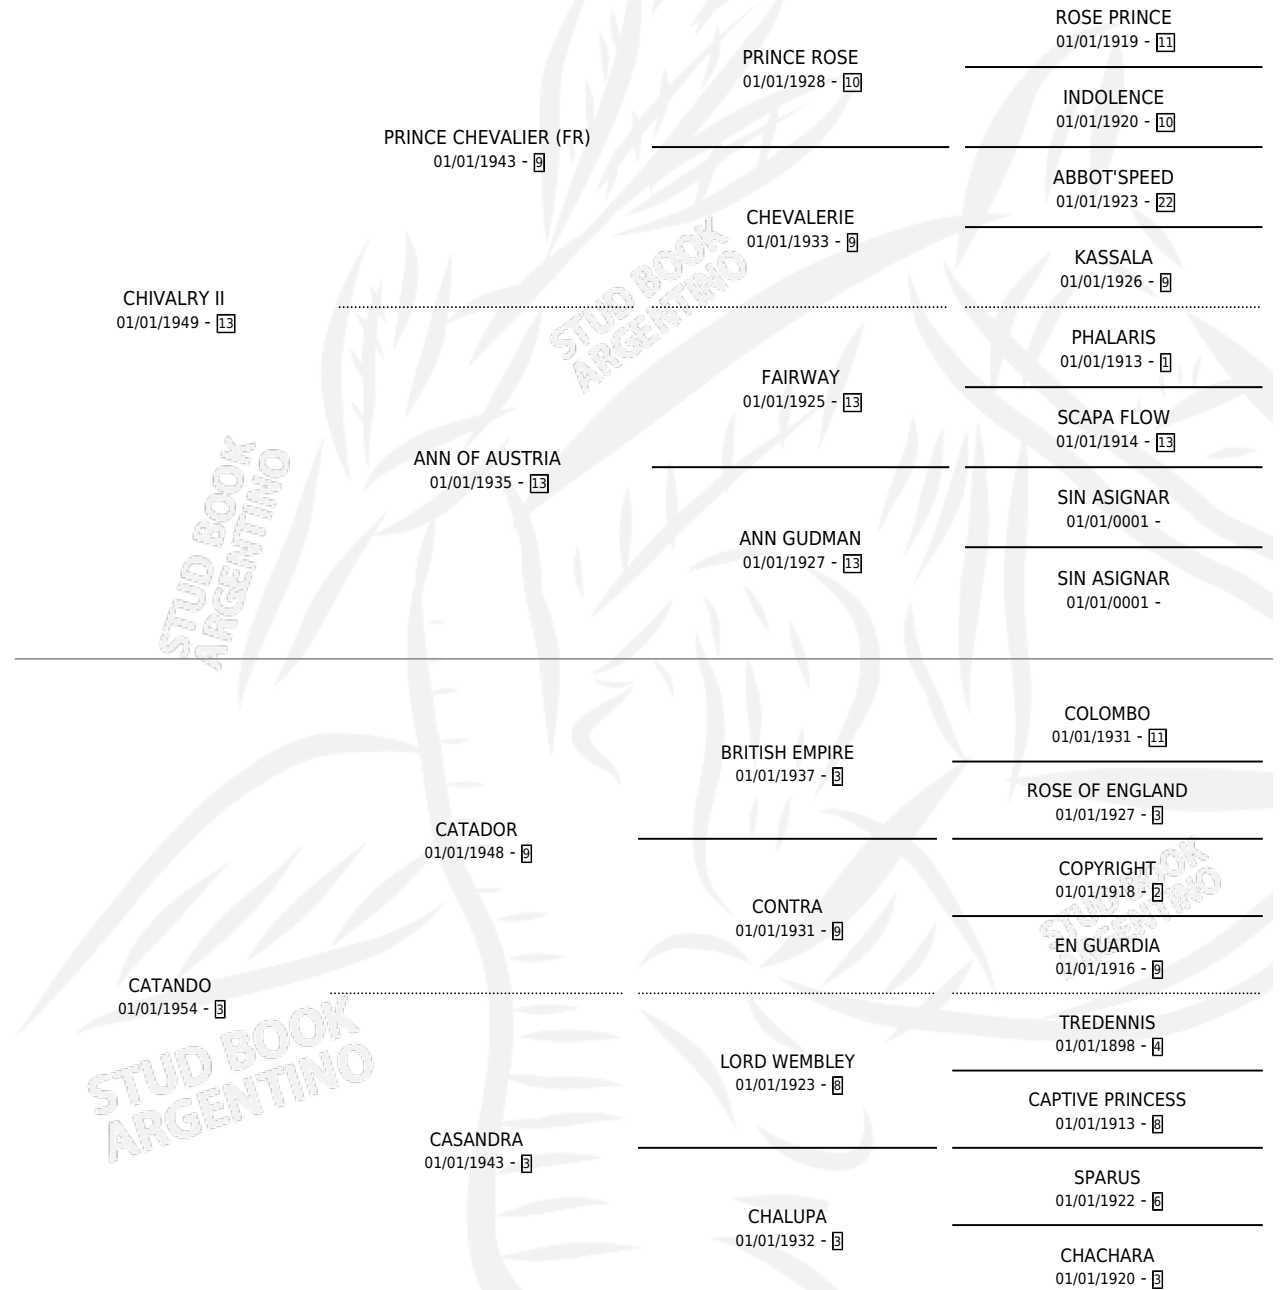 ROSE PRINCE
01/01/1919 - 11
PRINCE ROSE
01/01/1928 - 10
INDOLENCE
01/01/1920 - 10
PRINCE CHEVALIER (FR)
01/01/1943 - 9
ABBOT'SPEED
01/01/1923 - 22
CHEVALERIE
01/01/1933 - 9
KASSALA
01/01/1926 - 9
CHIVALRY II
01/01/1949 - 13
PHALARIS
01/01/1913 - 1
FAIRWAY
01/01/1925 - 13
SCAPA FLOW
01/01/1914 - 13
ANN OF AUSTRIA
01/01/1935 - 13
SIN ASIGNAR
01/01/0001 -
ANN GUDMAN
01/01/1927 - 13
SIN ASIGNAR
01/01/0001 -
COLOMBO
01/01/1931 - 11
BRITISH EMPIRE
01/01/1937 - 3
ROSE OF ENGLAND
01/01/1927 - 3
CATADOR
01/01/1948 - 9
COPYRIGHT
01/01/1918 - 2
CONTRA
01/01/1931 - 9
EN GUARDIA
01/01/1916 - 9
CATANDO
01/01/1954 - 3
TREDENNIS
01/01/1898 - 4
LORD WEMBLEY
01/01/1923 - 8
CAPTIVE PRINCESS
01/01/1913 - 8
CASANDRA
01/01/1943 - 3
SPARUS
01/01/1922 - 6
CHALUPA
01/01/1932 - 3
CHACHARA
01/01/1920 - 3
STUD BOOK
ARGENTINO
STUD BOOK
ARGENTINO
STUD BOOK
ARGENTINO
STUD BOOK
ARGENTINO